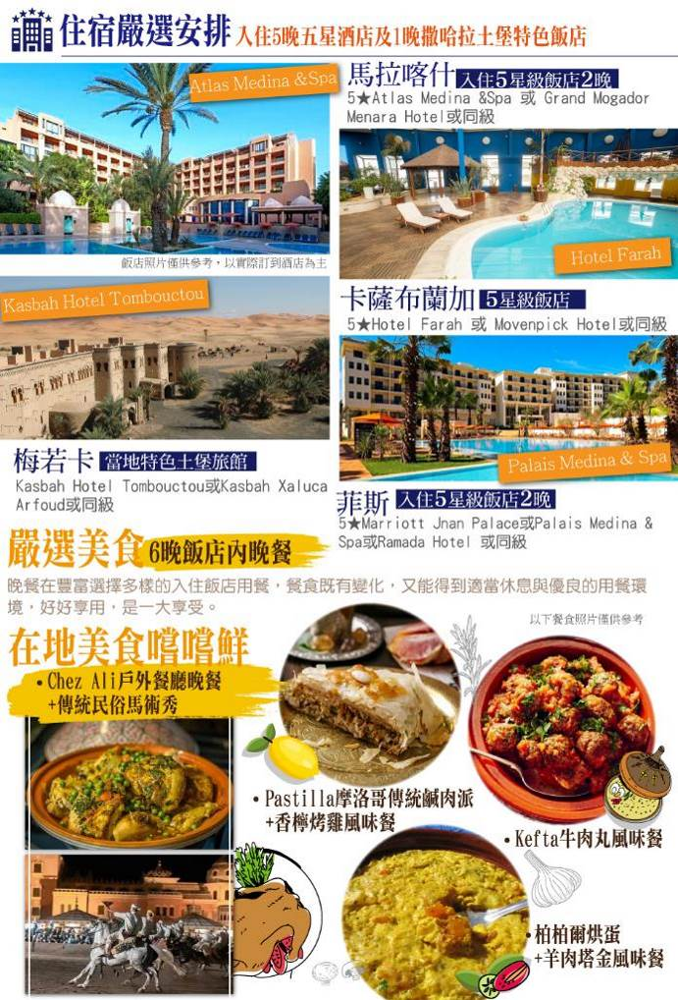 住宿嚴選安排 入住5晚五星酒店及1晚撒哈拉土堡特色飯店
Atlas Medina &Spa
馬拉喀什 入住5星級飯店2晚
5★Atlas Medina &Spa 或 Grand Mogador
Menara Hotel或同級
飯店照片僅供參考，以實際訂到酒店為主
Hotel Farah
Kasbah Hotel Tombouctou
卡薩布蘭加 5星級飯店
5★Hotel Farah 或 Movenpick Hotel或同級
梅若卡 當地特色土堡旅館
Kasbah Hotel Tombouctou或Kasbah Xaluca
Arfoud或同級
Palais Medina & Spa
菲斯 入住5星級飯店2晚
5★Marriott Jnan Palace或Palais Medina &
Spa或Ramada Hotel 或同級
嚴選美食 6晚飯店內晚餐
晚餐在豐富選擇多樣的入住飯店用餐，餐食既有變化，又能得到適當休息與優良的用餐環
境，好好享用，是一大享受。
以下餐食照片僅供參考
在地美食嚐嚐鮮
•Chez Ali戶外餐廳晚餐
+傳統民俗馬術秀
•Pastilla摩洛哥傳統鹹肉派
+香檸烤雞風味餐
•Kefta牛肉丸風味餐
•柏柏爾烘蛋
+羊肉塔金風味餐